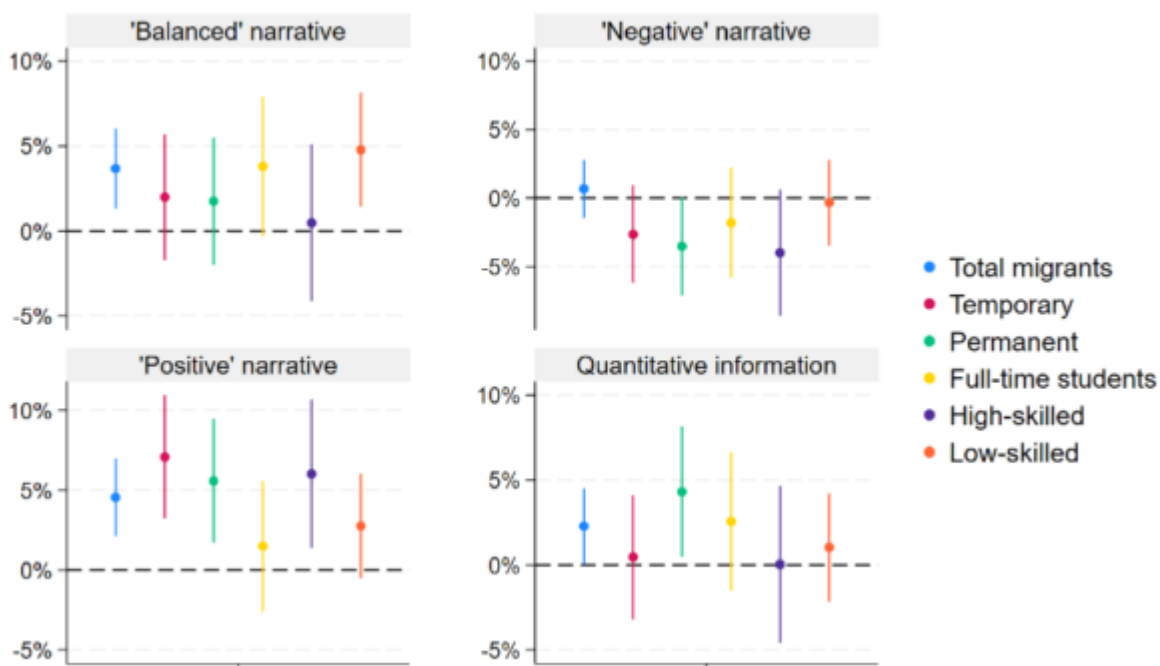 'Balanced' narrative
10%
5%
0%
-5%
'Negative' narrative
10%
5%
0%
-5%
'Positive' narrative
10%
5%
0%
-5%
Quantitative information
10%
5%
0%
-5%
Total migrants
Temporary
Permanent
Full-time students
High-skilled
Low-skilled